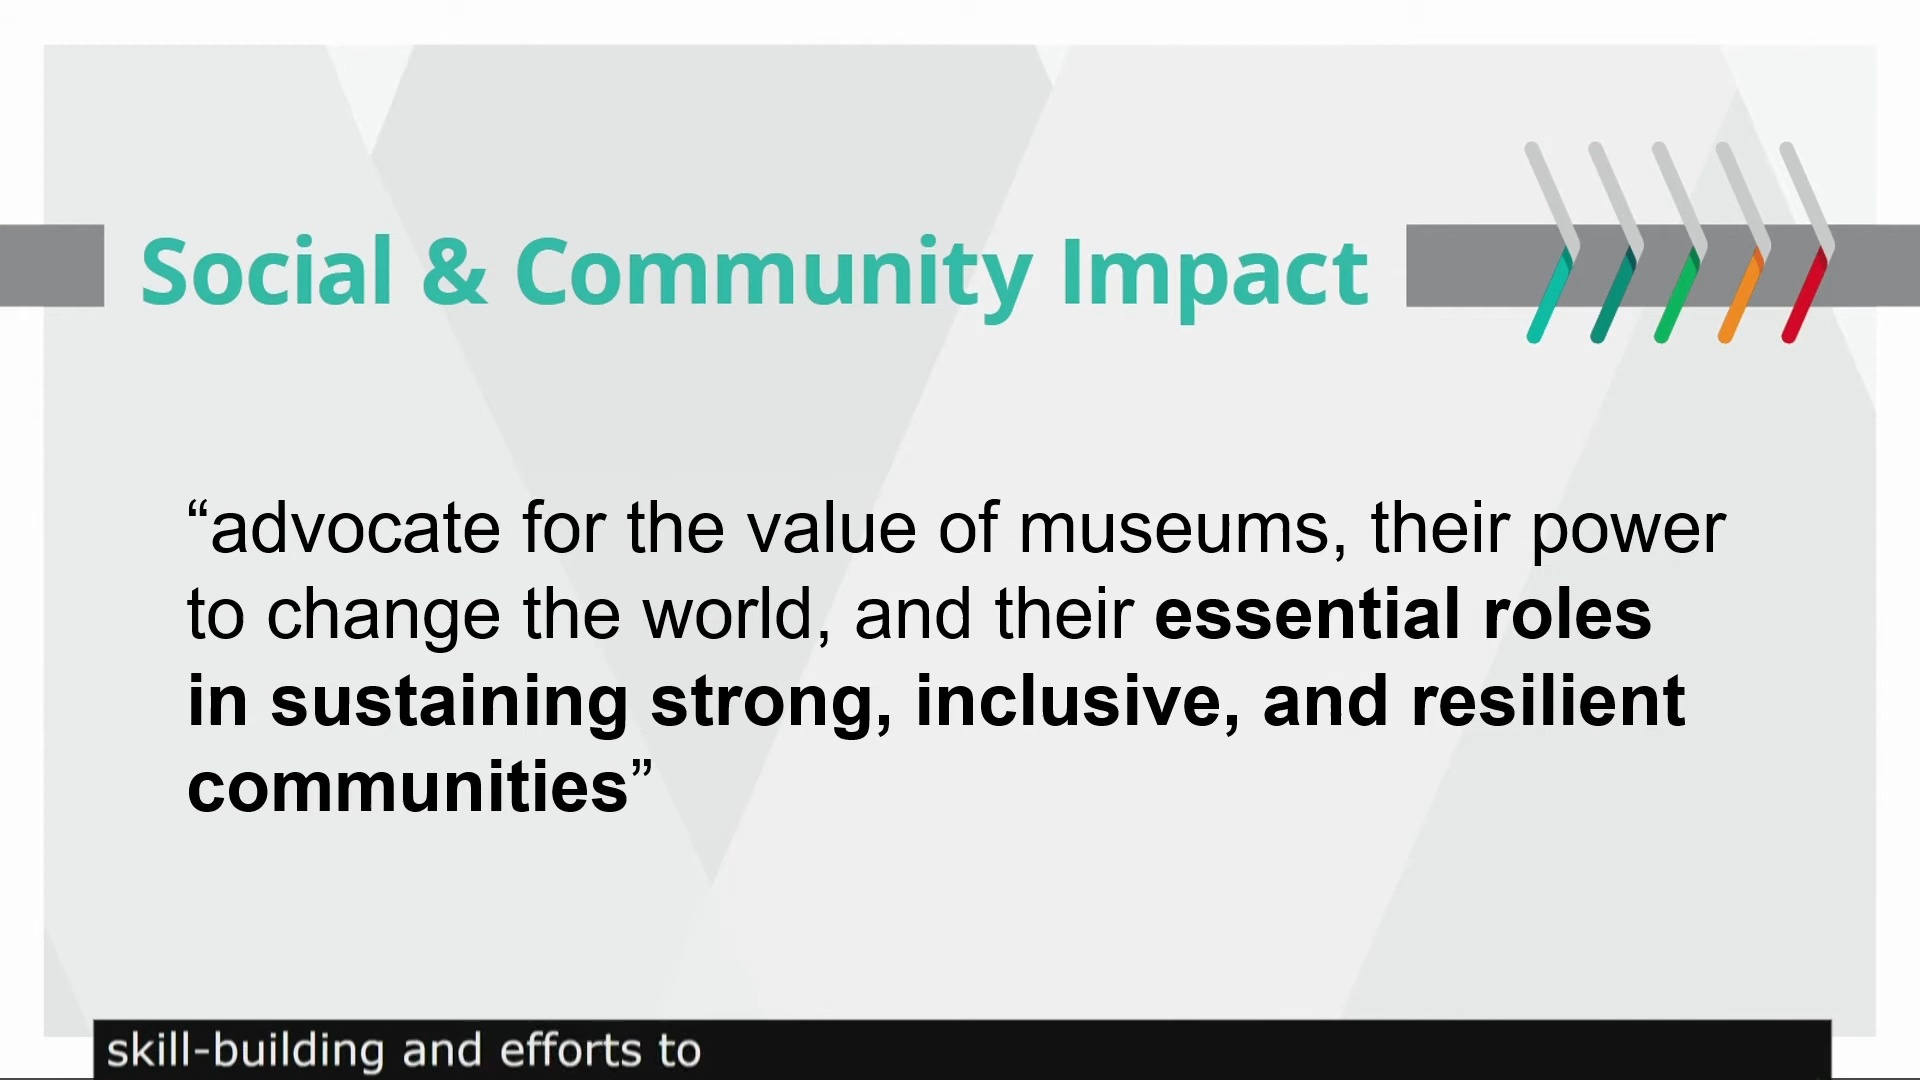 Social & Community Impact
“advocate for the value of museums, their power
to change the world, and their essential roles
in sustaining strong, inclusive, and resilient
communities”
skill-building and efforts to